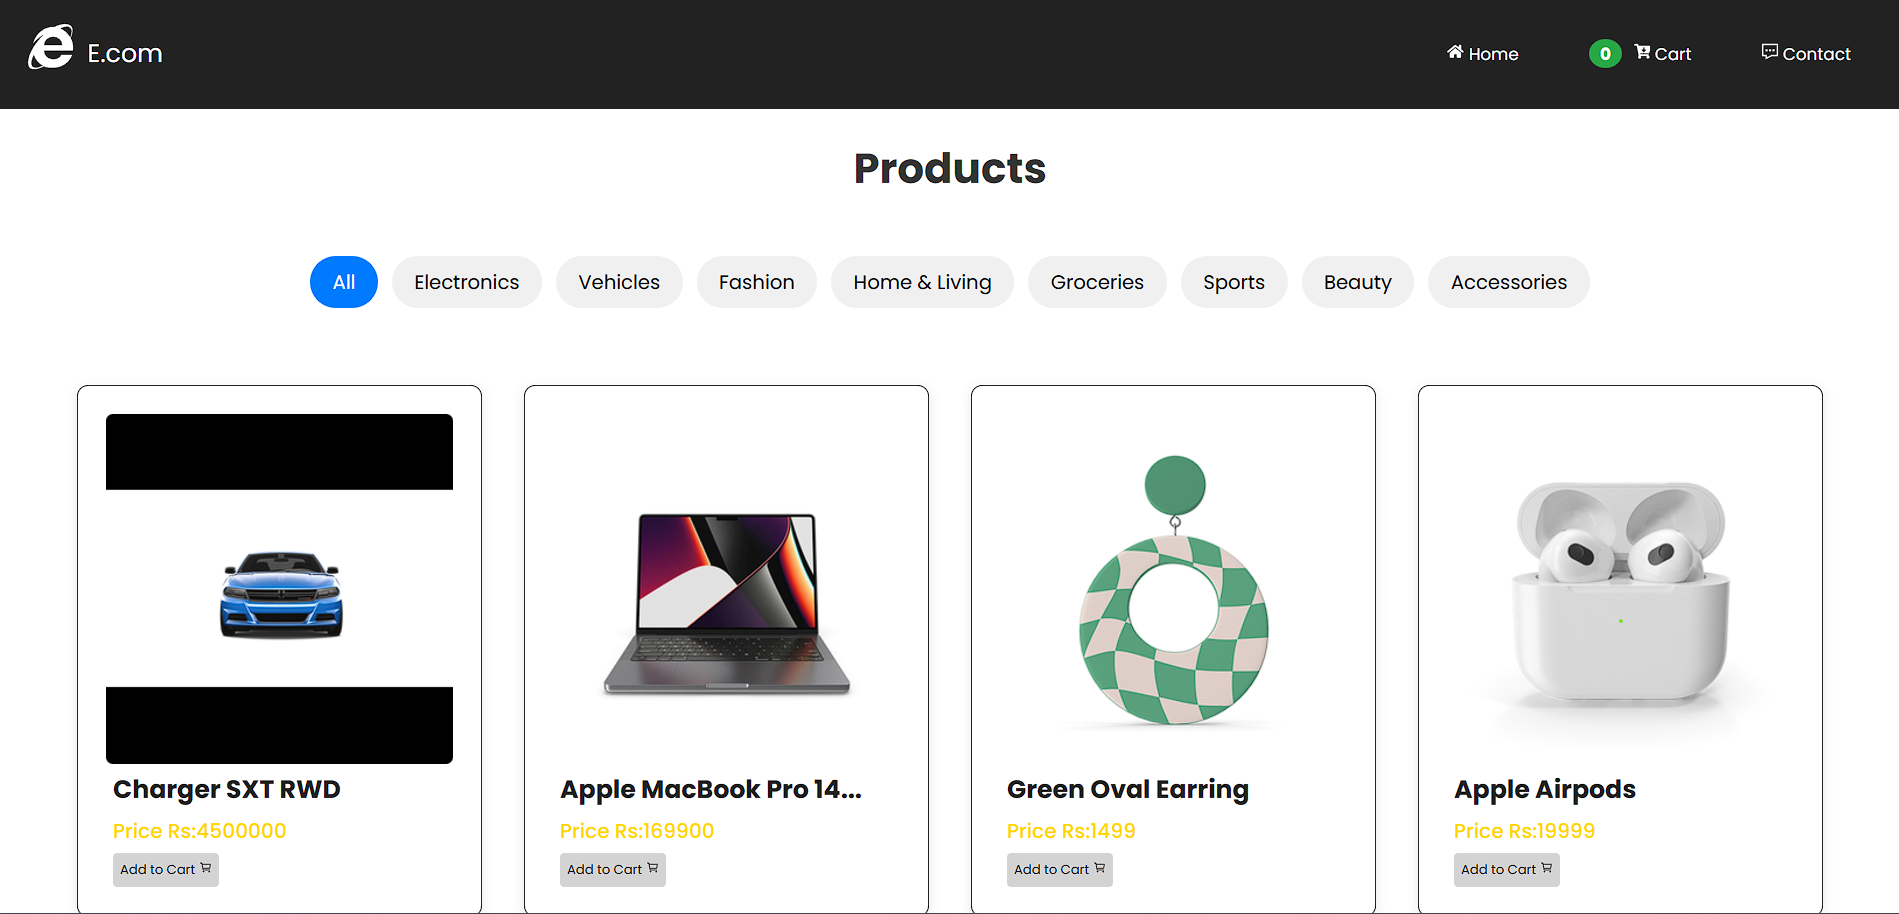 E.com
Home
0 Cart
Contact
Products
All
Electronics
Vehicles
Fashion
Home & Living
Groceries
Sports
Beauty
Accessories
Charger SXT RWD
Price Rs:4500000
Add to Cart
Apple MacBook Pro 14...
Price Rs:169900
Add to Cart
Green Oval Earring
Price Rs:1499
Add to Cart
Apple Airpods
Price Rs:19999
Add to Cart